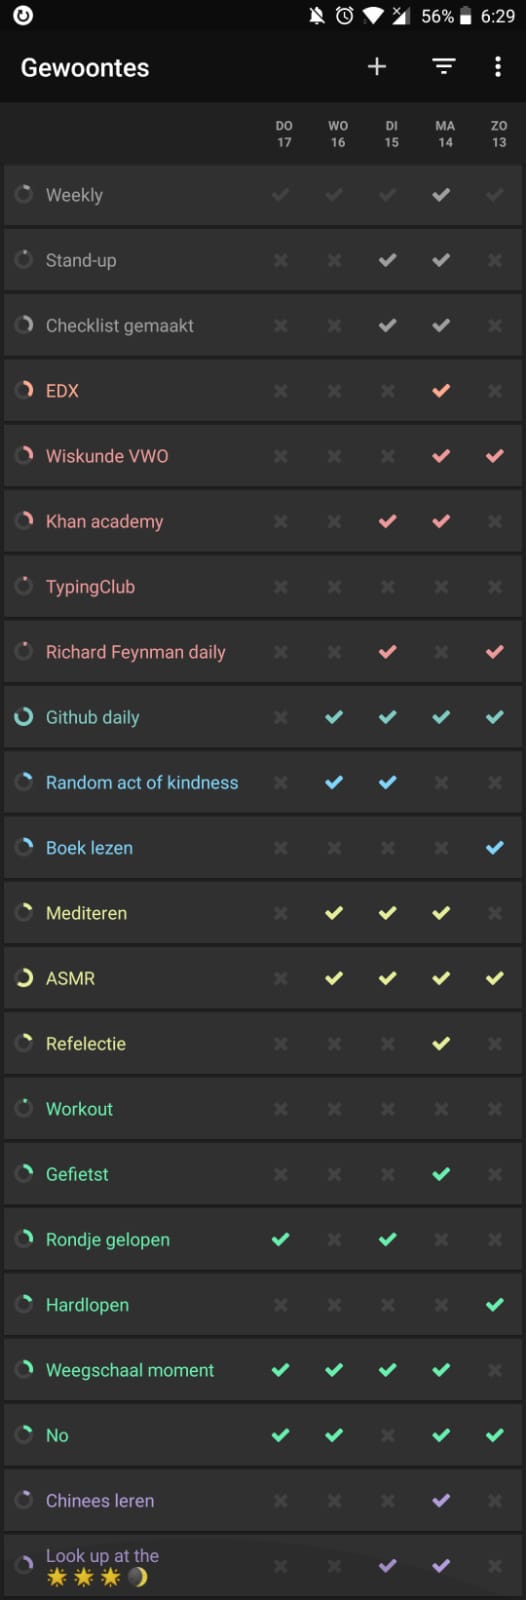 56% 6:29
Gewoontes
DO WO DI MA ZO
17 16 15 14 13
Weekly
Stand-up
Checklist gemaakt
EDX
Wiskunde VWO
Khan academy
TypingClub
Richard Feynman daily
Github daily
Random act of kindness
Boek lezen
Mediteren
ASMR
Refelectie
Workout
Gefietst
Rondje gelopen
Hardlopen
Weegschaal moment
No
Chinees leren
Look up at the
🌟 🌟 🌟 🌒